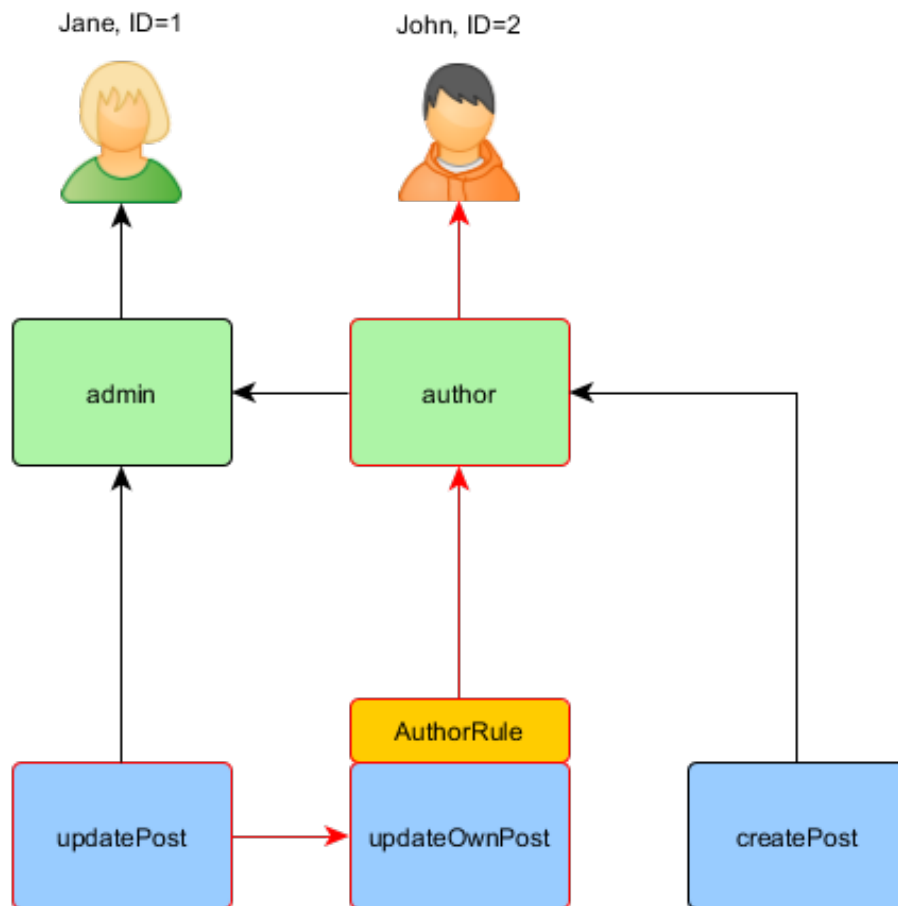 Jane, ID=1
John, ID=2
admin
author
AuthorRule
updatePost
updateOwnPost
createPost